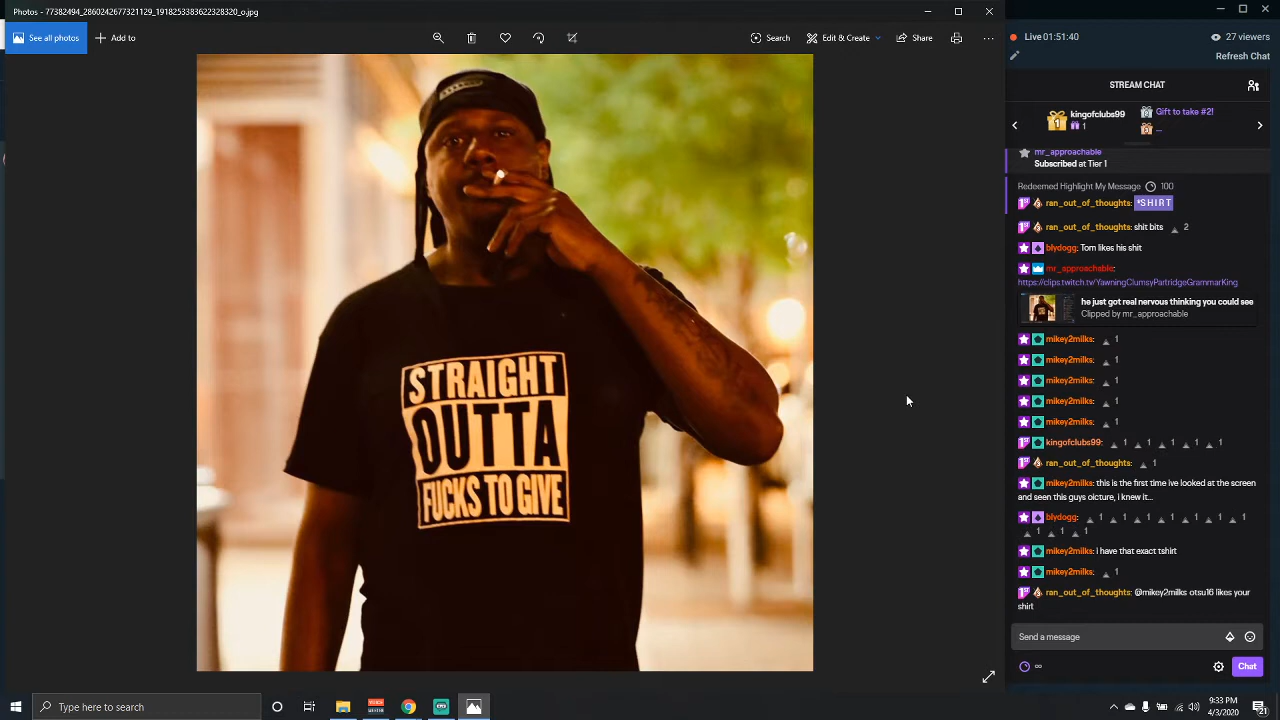 Photos - 77382494_2860242677321129_1918253383622328320_o.jpg
See all photos
Add to
Search
Edit & Create
Share
STRAIGHT
OUTTA
FUCKS TO GIVE
Live 01:51:40
27 viewers
Refresh Chat
STREAM CHAT
1
kingofclubs99
1
Gift to take #2!
--
mr_approachable
Subscribed at Tier 1
Redeemed Highlight My Message 100
ran_out_of_thoughts: *S H I R T
ran_out_of_thoughts: shit bits 2
blydogg: Tom likes his shit
mr_approachable:
https://clips.twitch.tv/YawningClumsyPartridgeGrammarKing
he just got real nervous thinking you could see
Clipped by mr_approachable
mikey2milks: 1
mikey2milks: 1
mikey2milks: 1
mikey2milks: 1
mikey2milks: 1
kingofclubs99: 1 1 1 1 1
ran_out_of_thoughts: 1
mikey2milks: this is the first time ive looked at the screen
and seen this guys oicture, i knew it...
blydogg: 1 1 1 1 1 1 1
1 1 1
mikey2milks: I have that exact tshirt
mikey2milks: 1
ran_out_of_thoughts: @mikey2milks otsu16 likes your
shirt
Send a message
∞
Chat
Type here to search
9:33 PM
4/3/2020